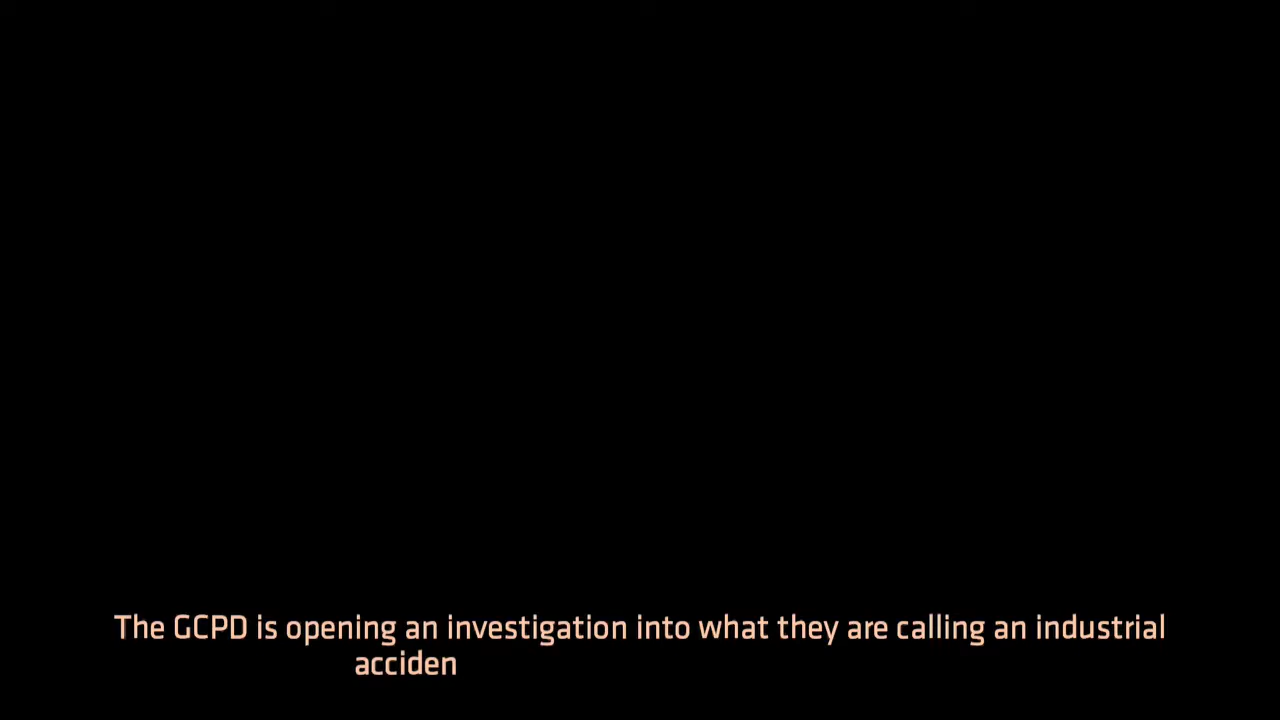 The GCPD is opening an investigation into what they are calling an industrial
acciden